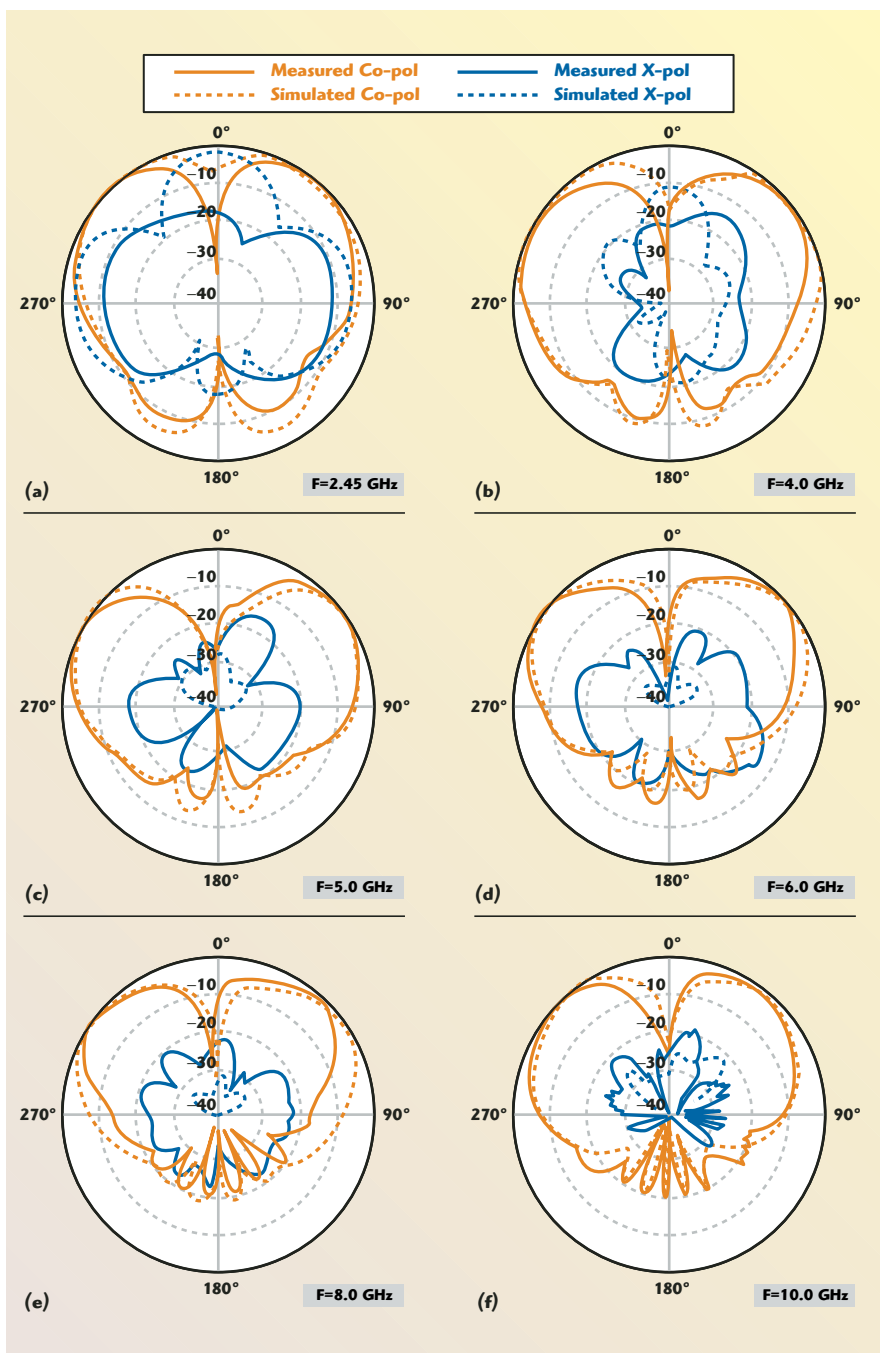 Measured Co-pol Measured X-pol
Simulated Co-pol Simulated X-pol
0° 0°
–10 –10
–20 –20
–30 –30
270° –40 90° 270° –40 90°
180° 180°
(a) F=2.45 GHz (b) F=4.0 GHz
0° 0°
–10 –10
–20 –20
–30 –30
270° –40 90° 270° –40 90°
180° 180°
(c) F=5.0 GHz (d) F=6.0 GHz
0° 0°
–10 –10
–20 –20
–30 –30
270° –40 90° 270° –40 90°
180° 180°
(e) F=8.0 GHz (f) F=10.0 GHz